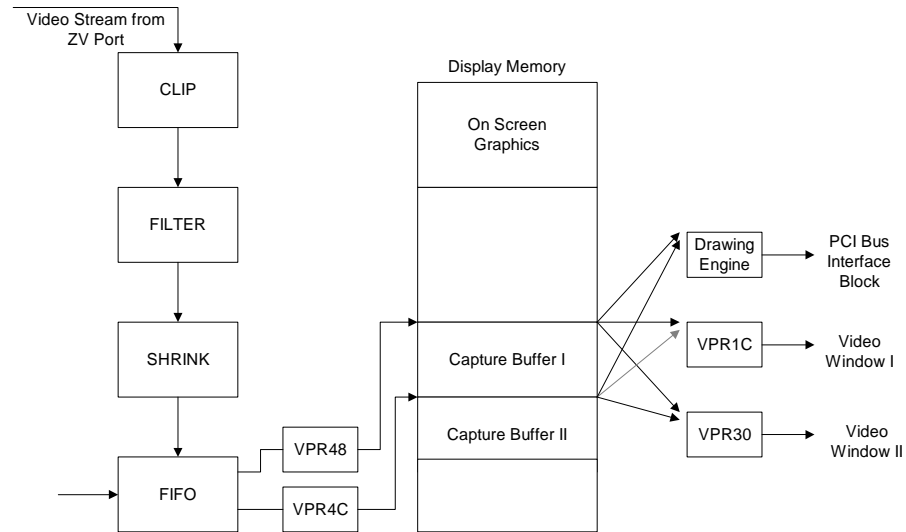 Video Stream from
ZV Port
CLIP
FILTER
SHRINK
FIFO
VPR48
VPR4C
Display Memory
On Screen
Graphics
Capture Buffer I
Capture Buffer II
Drawing
Engine
PCI Bus
Interface
Block
VPR1C
Video
Window I
VPR30
Video
Window II